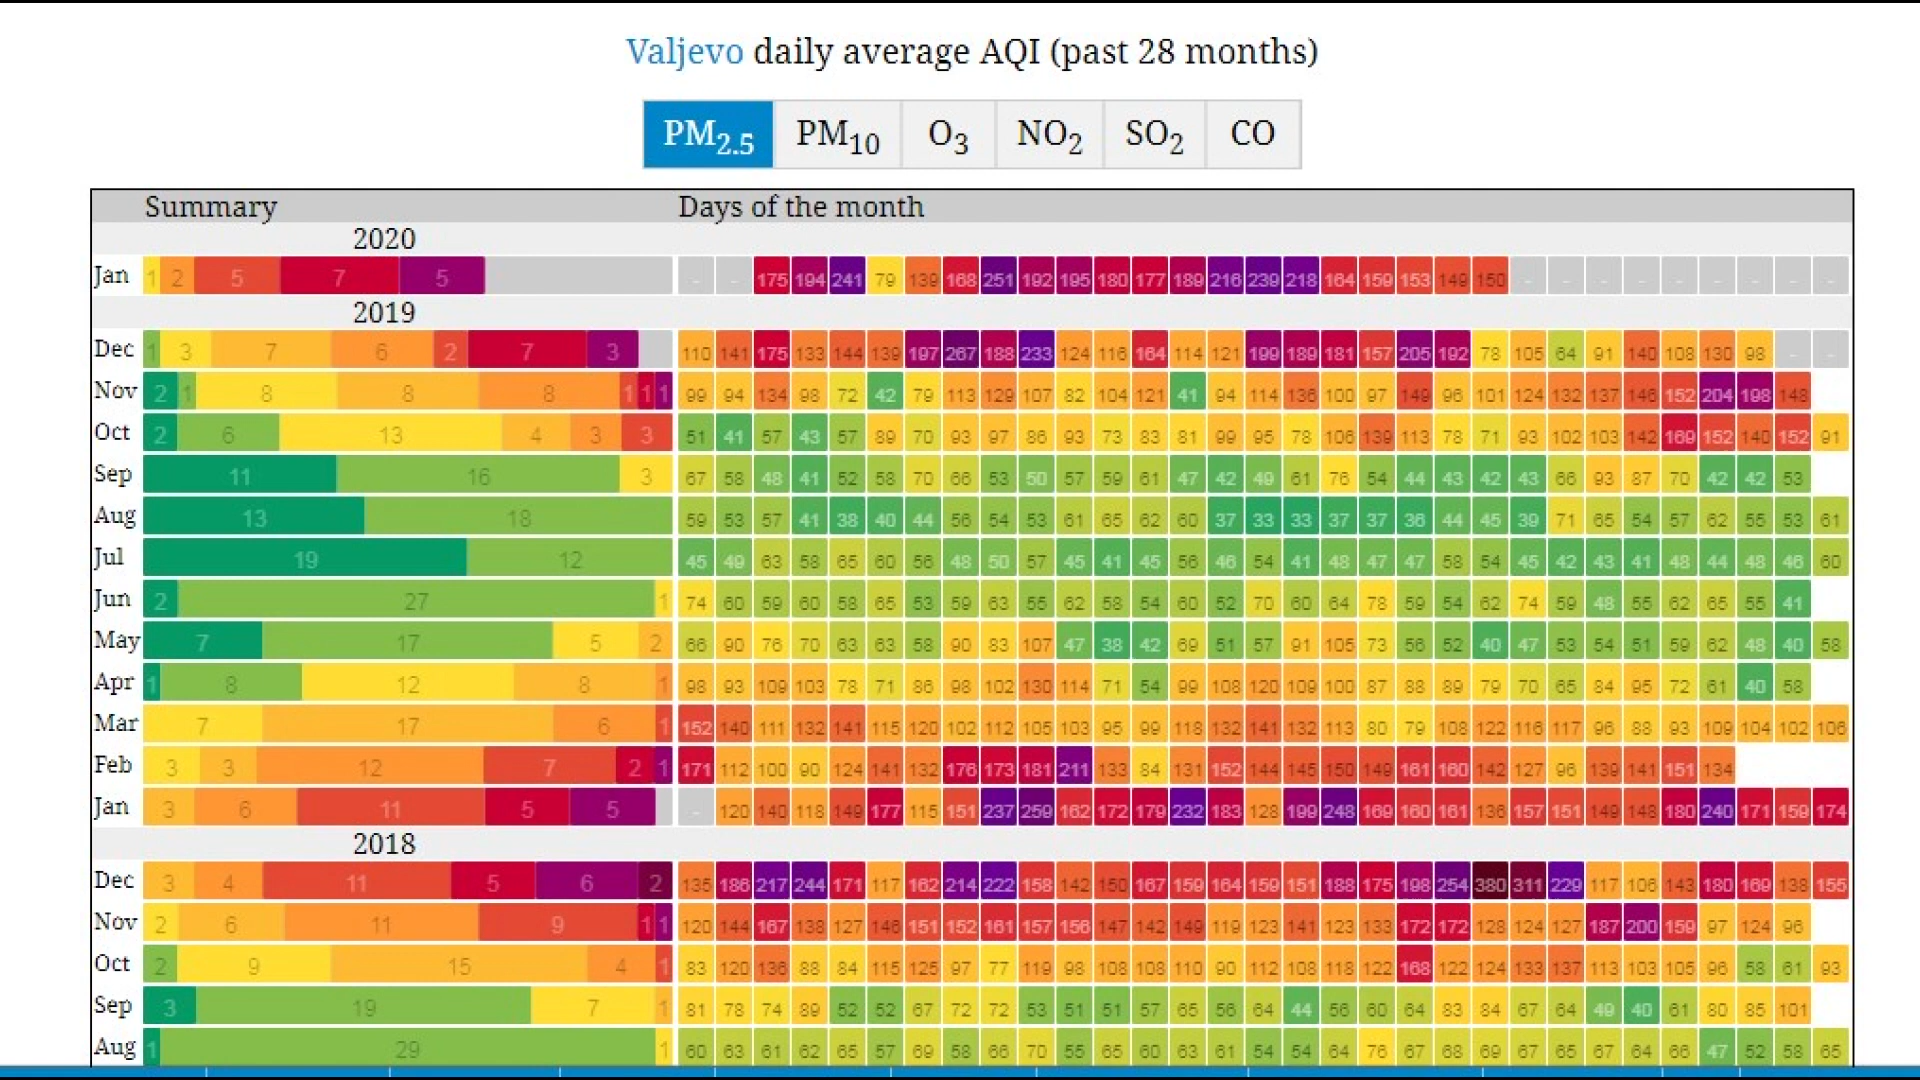 Valjevo daily average AQI (past 28 months)
PM2.5 PM10 O3 NO2 SO2 CO
Summary Days of the month
2020
Jan 1 2 5 7 5 - - 175 194 241 79 139 168 251 192 195 180 177 189 216 239 218 164 159 153 149 150 - - - - - - - - -
2019
Dec 1 3 7 6 2 7 3 110 141 175 133 144 139 197 267 188 233 124 116 164 114 121 199 189 181 157 205 192 78 105 64 91 140 108 130 98 - -
Nov 2 1 8 8 8 1 1 1 99 94 134 98 72 42 79 113 129 107 82 104 121 41 94 114 136 100 97 149 96 101 124 132 137 146 152 204 198 148
Oct 2 6 13 4 3 3 51 41 57 43 57 89 70 93 97 86 93 73 83 81 99 95 78 106 139 113 78 71 93 102 103 142 169 152 140 152 91
Sep 11 16 3 67 58 48 41 52 58 70 66 53 50 57 59 61 47 42 49 61 76 54 44 43 42 43 66 93 87 70 42 42 53
Aug 13 18 59 53 57 41 38 40 44 56 54 53 61 65 62 60 37 33 33 37 37 36 44 45 39 71 65 54 57 62 55 53 61
Jul 19 12 45 49 63 58 65 60 56 48 50 57 45 41 45 56 46 54 41 48 47 47 58 54 45 42 43 41 48 44 48 46 60
Jun 2 27 1 74 60 59 60 58 65 53 59 63 55 62 58 54 60 52 70 60 64 78 59 54 62 74 59 48 55 62 65 55 41
May 7 17 5 2 66 90 76 70 63 63 58 90 83 107 47 38 42 69 51 57 91 105 73 56 52 40 47 53 54 51 59 62 48 40 58
Apr 1 8 12 8 1 98 93 109 103 78 71 86 98 102 130 114 71 54 99 108 120 109 100 87 88 89 79 70 65 84 95 72 61 40 58
Mar 7 17 6 1 152 140 111 132 141 115 120 102 112 105 103 95 99 118 132 141 132 113 80 79 108 122 116 117 96 88 93 109 104 102 106
Feb 3 3 12 7 2 1 171 112 100 90 124 141 132 176 173 181 211 133 84 131 152 144 145 150 149 161 160 142 127 96 139 141 151 134
Jan 3 6 11 5 5 - 120 140 118 149 177 115 151 237 259 162 172 179 232 183 128 199 248 169 160 161 136 157 151 149 148 180 240 171 159 174
2018
Dec 3 4 11 5 6 2 135 186 217 244 171 117 162 214 222 158 142 150 167 159 164 159 151 188 175 198 254 380 311 229 117 106 143 180 169 138 155
Nov 2 6 11 9 1 1 120 144 167 138 127 146 151 152 161 157 156 147 142 149 119 123 141 123 133 172 172 128 124 127 187 200 159 97 124 96
Oct 2 9 15 4 1 83 120 136 88 84 115 125 97 77 119 98 108 108 110 90 112 108 118 122 168 122 124 133 137 113 103 105 96 58 61 93
Sep 3 19 7 1 81 78 74 89 52 52 67 72 72 53 51 51 57 65 56 64 44 56 60 64 83 84 67 64 49 40 61 80 85 101
Aug 1 29 1 60 63 61 62 65 57 69 58 66 70 55 65 60 63 61 54 54 64 76 67 68 69 67 65 67 64 66 47 52 58 65